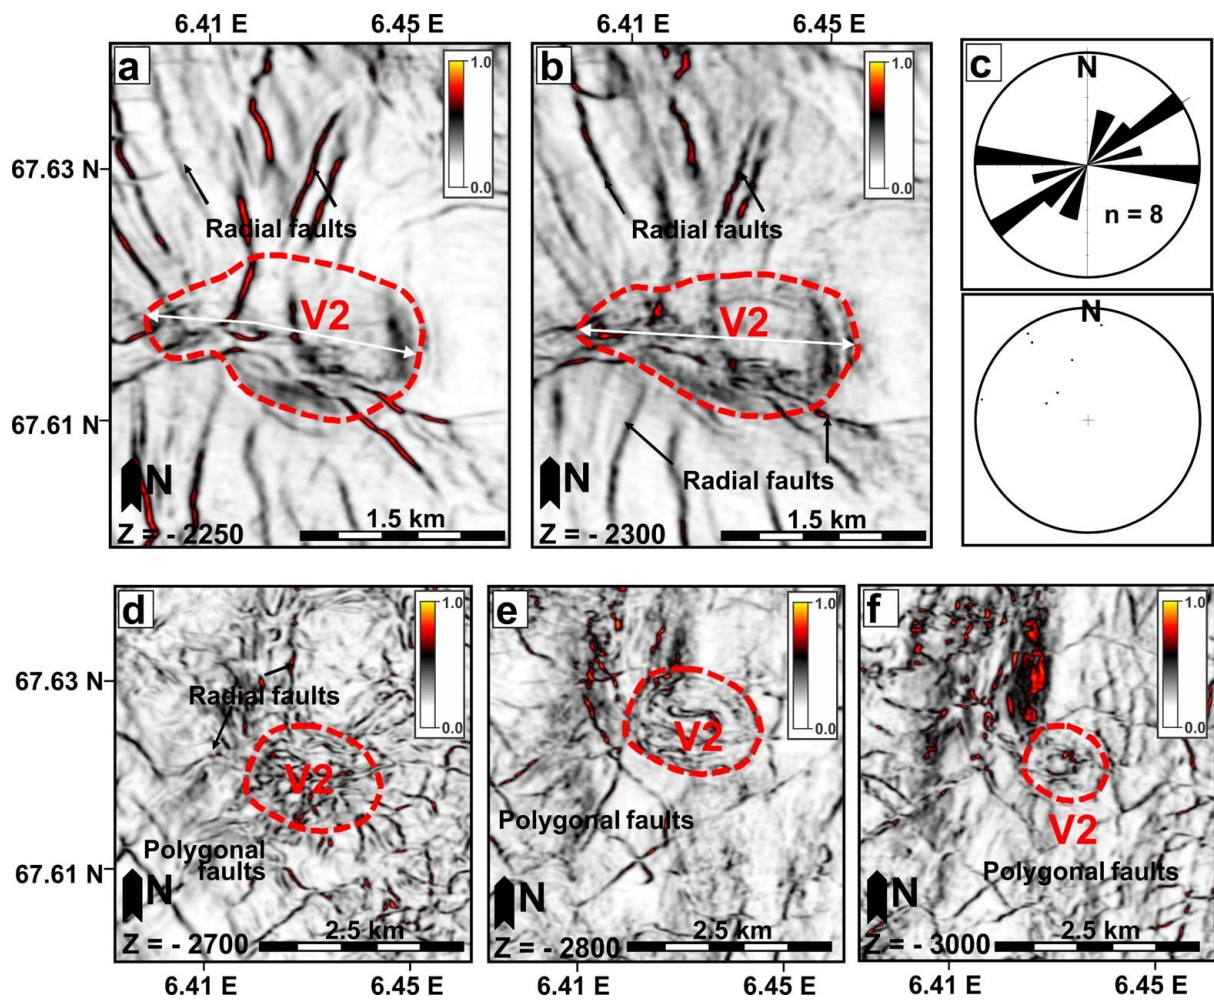 6.41 E
6.45 E
6.41 E
6.45 E
a
1.0
0.0
b
1.0
0.0
c
N
n = 8
67.63 N
Radial faults
Radial faults
V2
V2
N
67.61 N
Radial faults
N
N
1.5 km
1.5 km
Z = - 2250
Z = - 2300
d
1.0
0.0
e
1.0
0.0
f
1.0
0.0
67.63 N
Radial faults
V2
V2
V2
Polygonal faults
Polygonal
faults
Polygonal faults
67.61 N
N
N
N
2.5 km
2.5 km
2.5 km
Z = - 2700
Z = - 2800
Z = - 3000
6.41 E
6.45 E
6.41 E
6.45 E
6.41 E
6.45 E